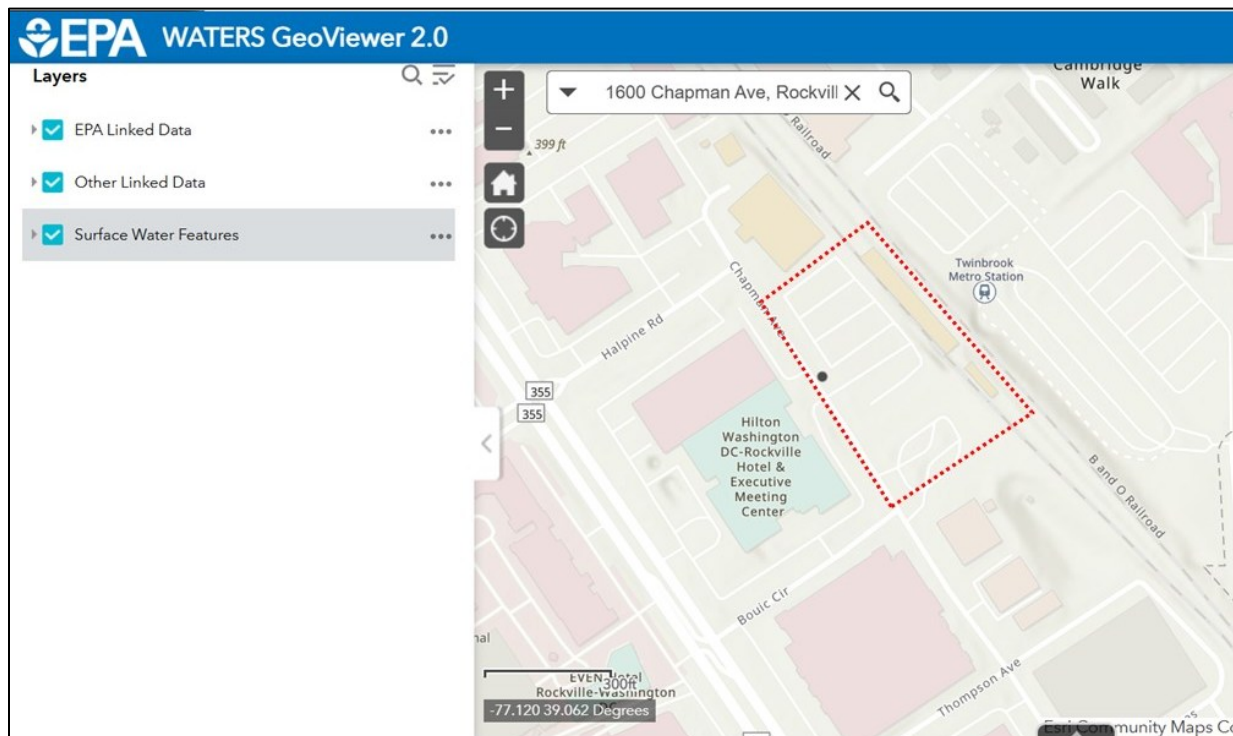 EPA WATERS GeoViewer 2.0
Layers
EPA Linked Data
•••
Other Linked Data
•••
Surface Water Features
•••
+
−
1600 Chapman Ave, Rockvill
Cambridge
Walk
399 ft
Railroad
Twinbrook
Metro Station
Chapman Ave
Halpine Rd
355
355
Hilton
Washington
DC-Rockville
Hotel &
Executive
Meeting
Center
B and O Railroad
Bouic Cir
Thompson Ave
EVEN Hotel
Rockville-Washington
300ft
-77.120 39.062 Degrees
Esri Community Maps Co